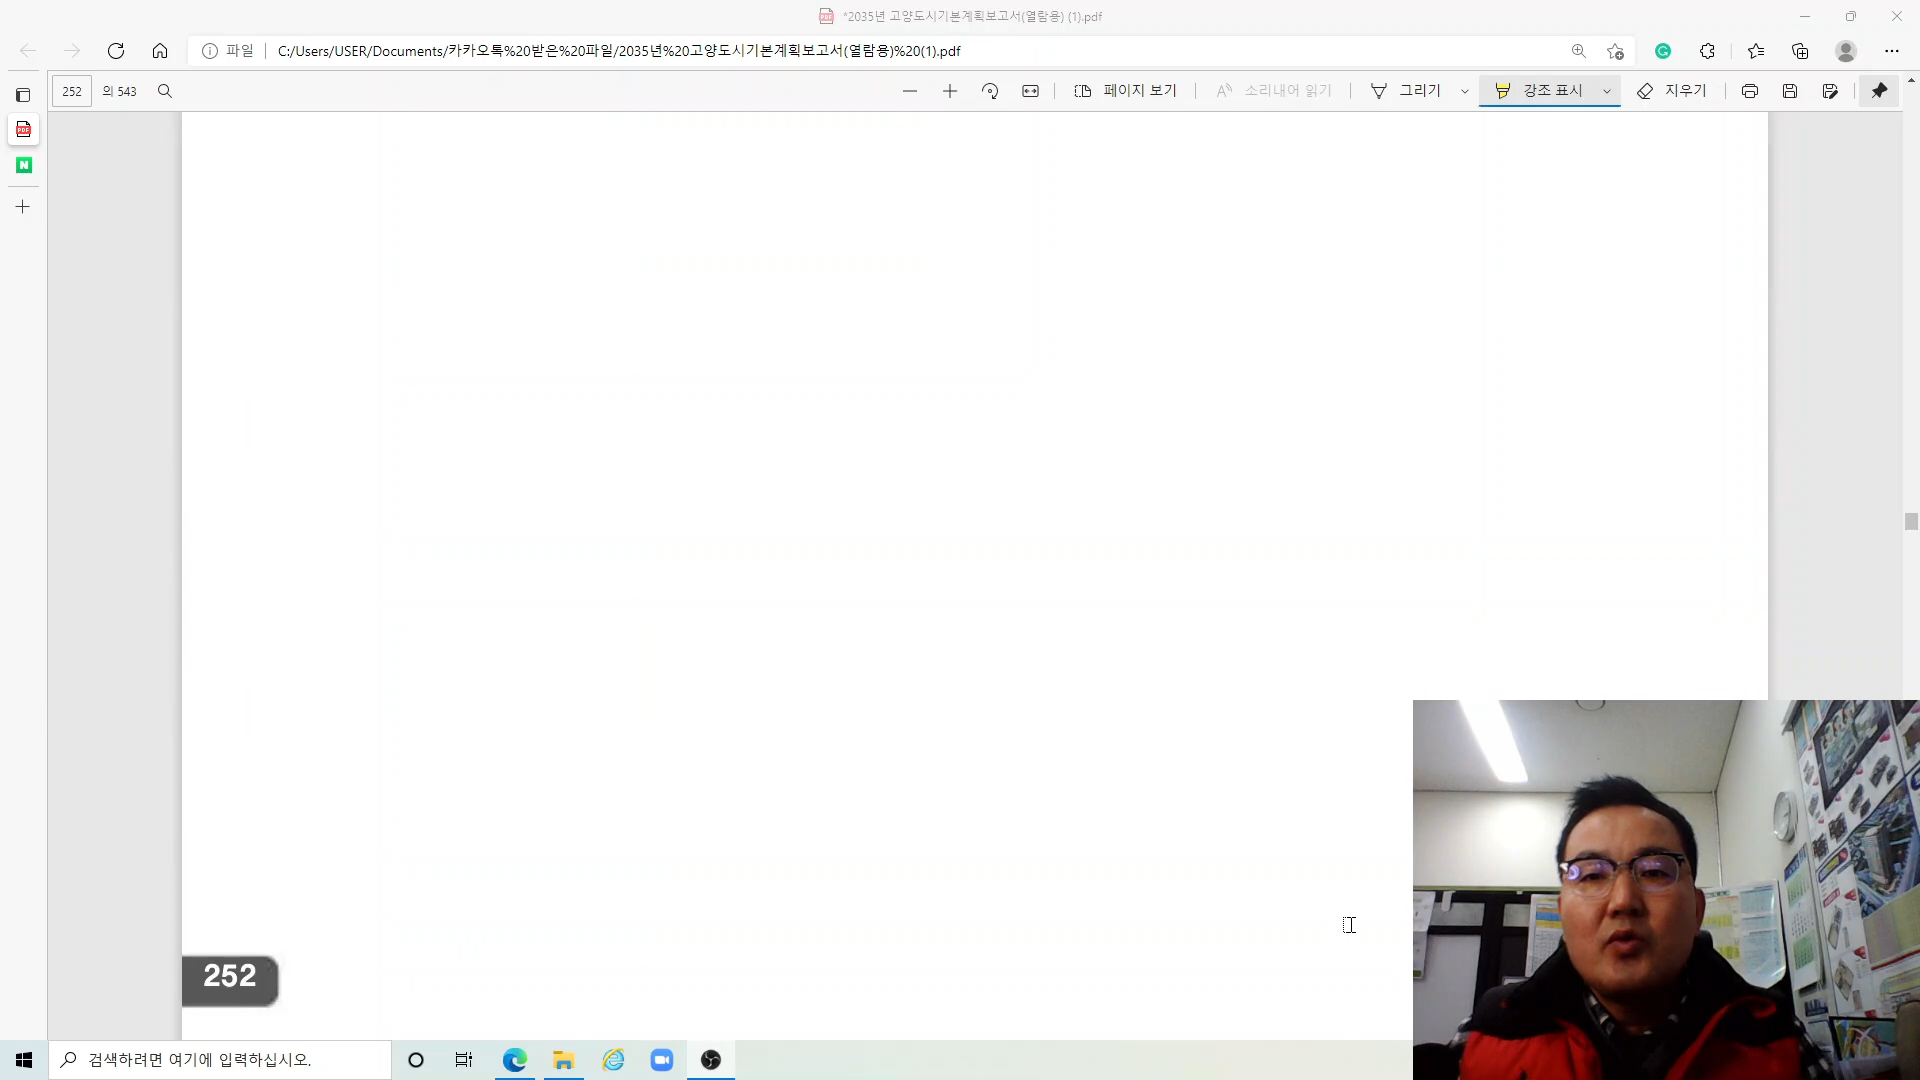 *2035년 고양도시기본계획보고서(열람용) (1).pdf
파일
C:/Users/USER/Documents/카카오톡%20받은%20파일/2035년%20고양도시기본계획보고서(열람용)%20(1).pdf
252 의 543
페이지 보기
소리내어 읽기
그리기
강조 표시
지우기
252
검색하려면 여기에 입력하십시오.